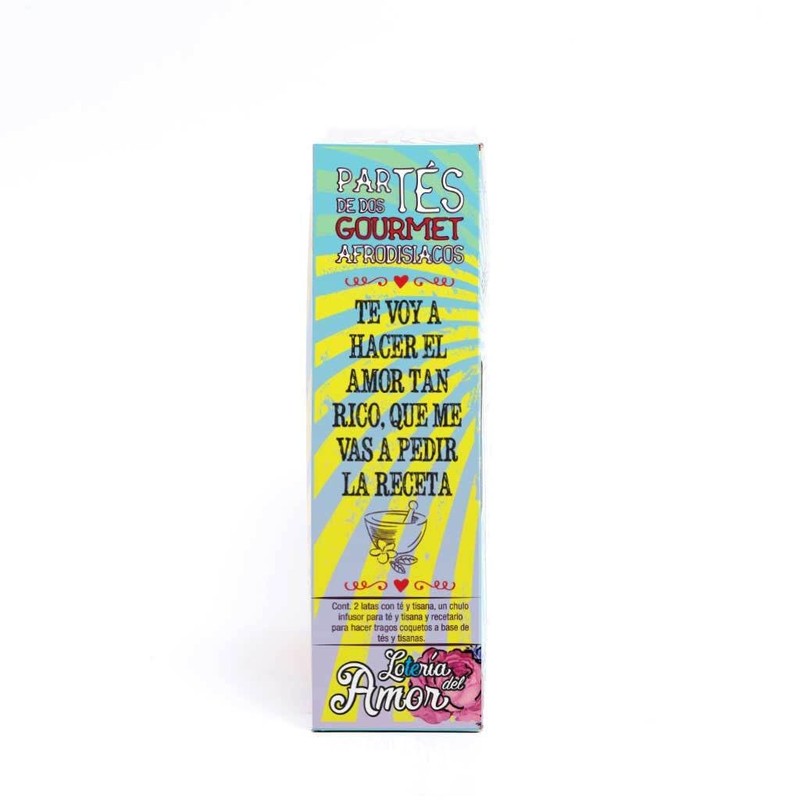 PARTÉS
DE DOS
GOURMET
AFRODISIACOS
TE VOY A
HACER EL
AMOR TAN
RICO, QUE ME
VAS A PEDIR
LA RECETA
Cont. 2 latas con té y tisana, un chulo
infusor para té y tisana y recetario
para hacer tragos coquetos a base de
tés y tisanas.
Lotería
del
Amor